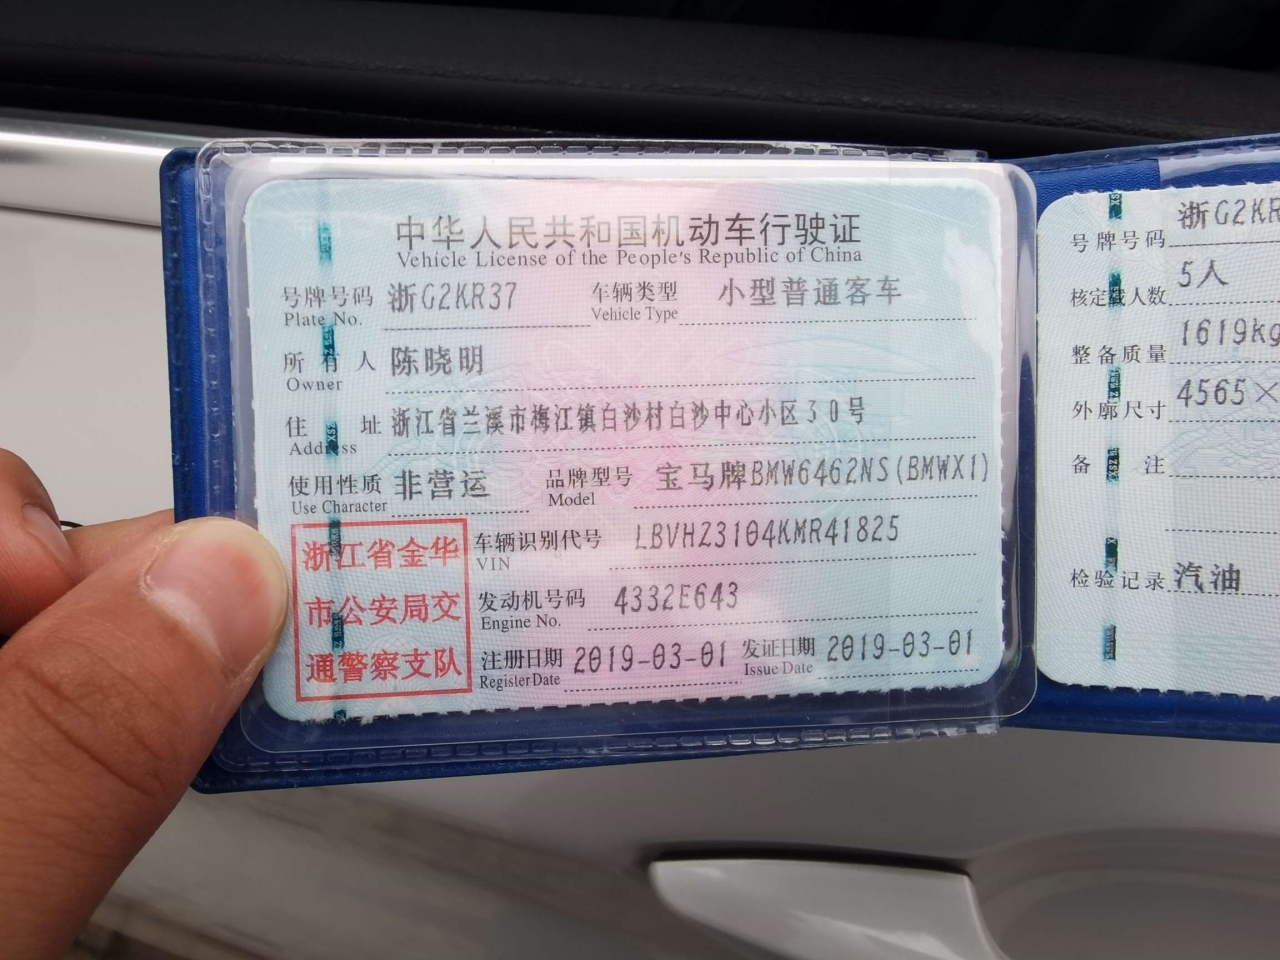 中华人民共和国机动车行驶证
Vehicle License of the People's Republic of China
号牌号码 浙G2KR37 车辆类型 小型普通客车
Plate No. Vehicle Type
所有人 陈晓明
Owner
住址 浙江省兰溪市梅江镇白沙村白沙中心小区30号
Address
使用性质 非营运 品牌型号 宝马牌BMW6462NS(BMWX1)
Use Character Model
浙江省金华
市公安局交
通警察支队
车辆识别代号 LBVHZ3104KMR41825
VIN
发动机号码 4332E643
Engine No.
注册日期 2019-03-01 发证日期 2019-03-01
Register Date Issue Date
号牌号码 浙G2KR
核定载人数 5人
整备质量 1619kg
外廓尺寸 4565×
备注
检验记录 汽油